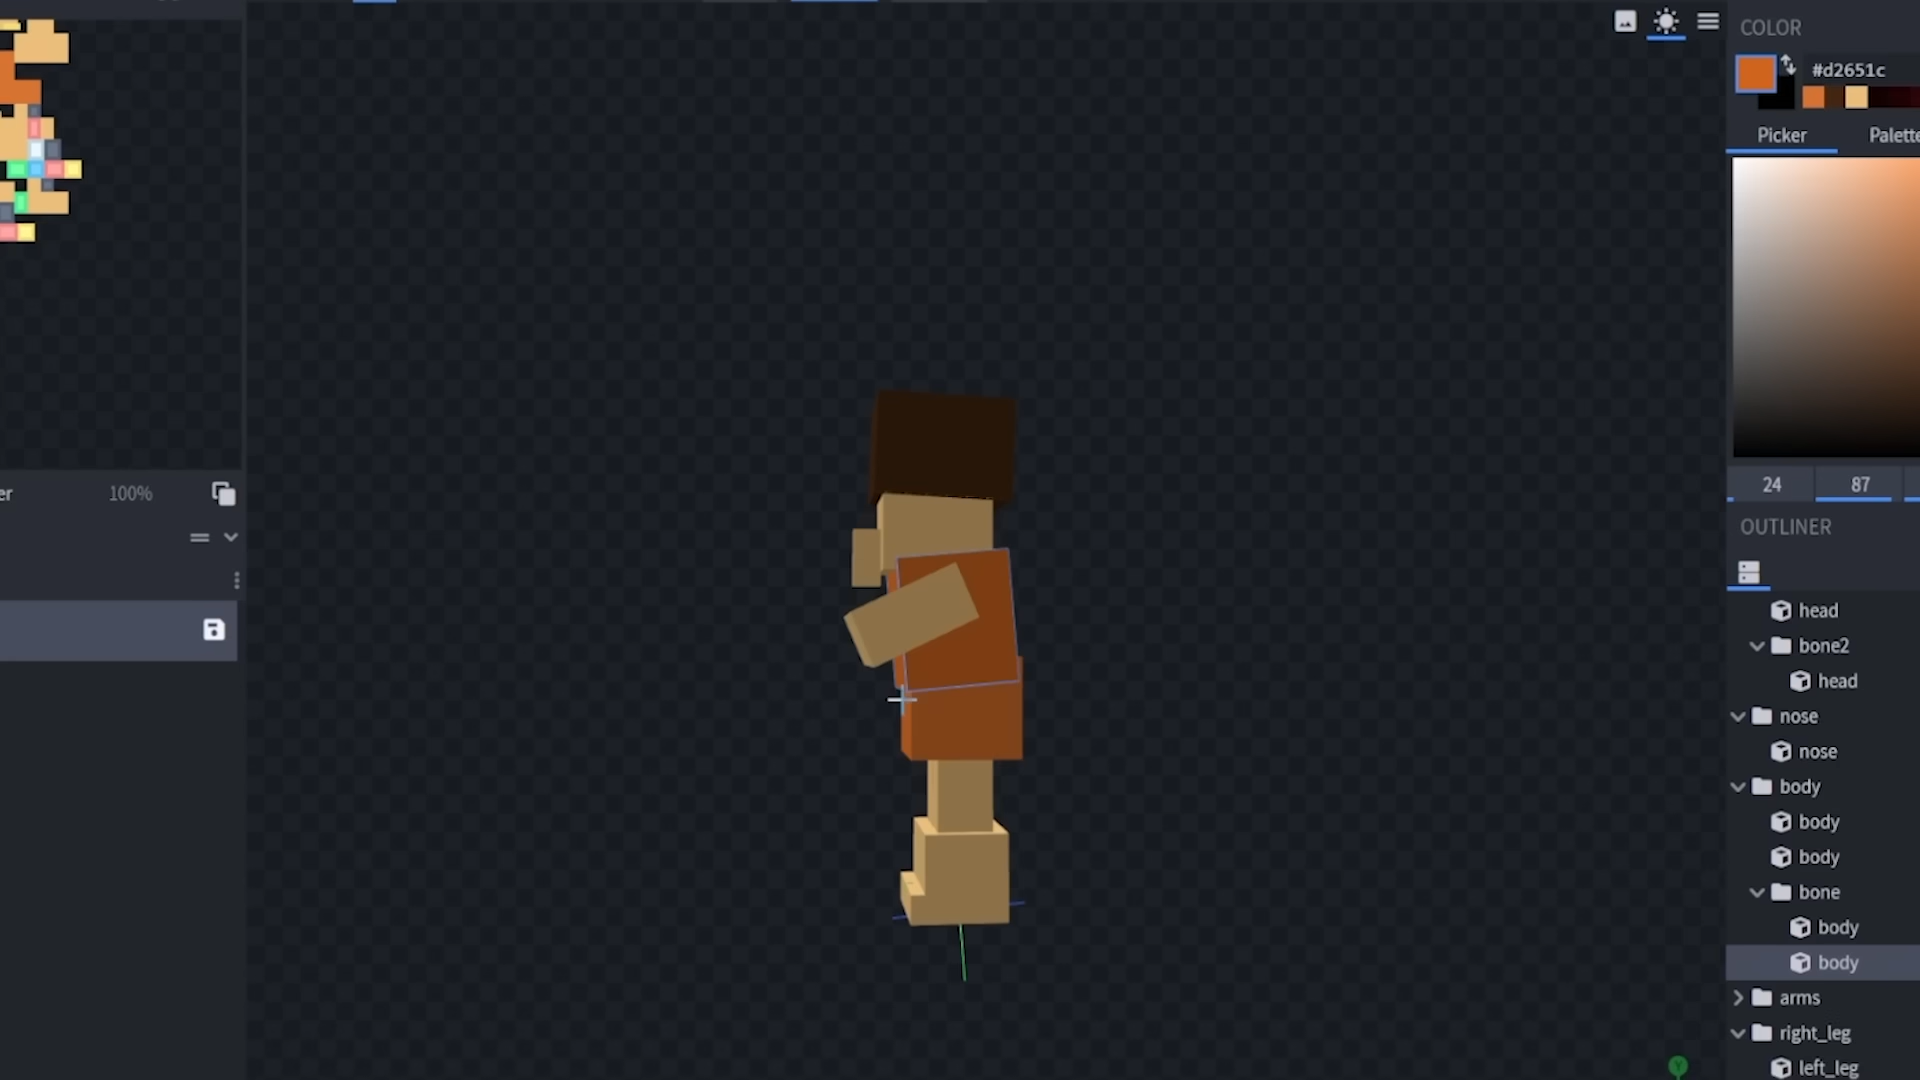 COLOR
#d2651c
Picker
Palette
24
87
er
100%
OUTLINER
head
bone2
head
nose
nose
body
body
body
bone
body
body
arms
right_leg
left_leg